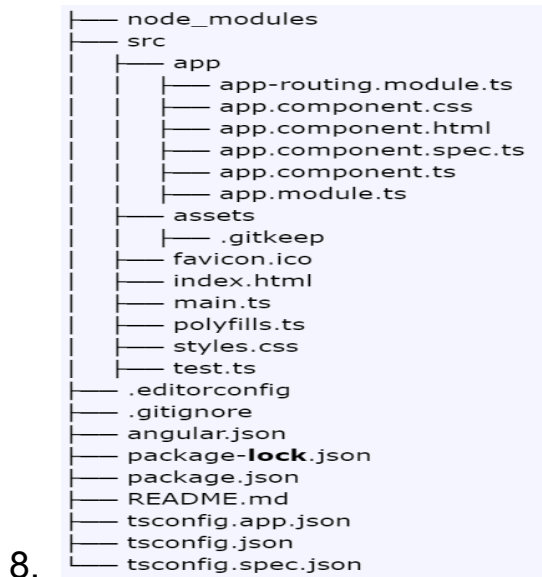 ├── node_modules
├── src
│   ├── app
│   │   ├── app-routing.module.ts
│   │   ├── app.component.css
│   │   ├── app.component.html
│   │   ├── app.component.spec.ts
│   │   ├── app.component.ts
│   │   ├── app.module.ts
│   ├── assets
│   │   ├── .gitkeep
│   ├── favicon.ico
│   ├── index.html
│   ├── main.ts
│   ├── polyfills.ts
│   ├── styles.css
│   ├── test.ts
├── .editorconfig
├── .gitignore
├── angular.json
├── package-lock.json
├── package.json
├── README.md
├── tsconfig.app.json
├── tsconfig.json
8. └── tsconfig.spec.json